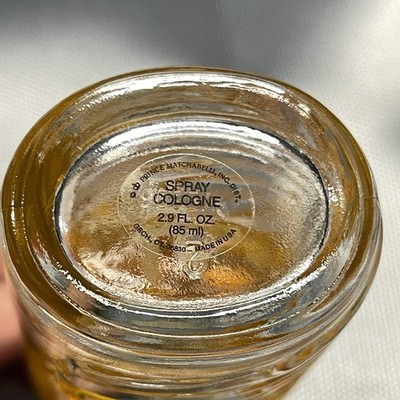 © PRINCE MATCHABELLI, INC. DIST.
SPRAY
COLOGNE
2.9 FL. OZ.
(85 ml)
GRCH., CT. 06830 — MADE IN USA